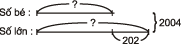 ?
Số bé :
?
2004
Số lớn :
202